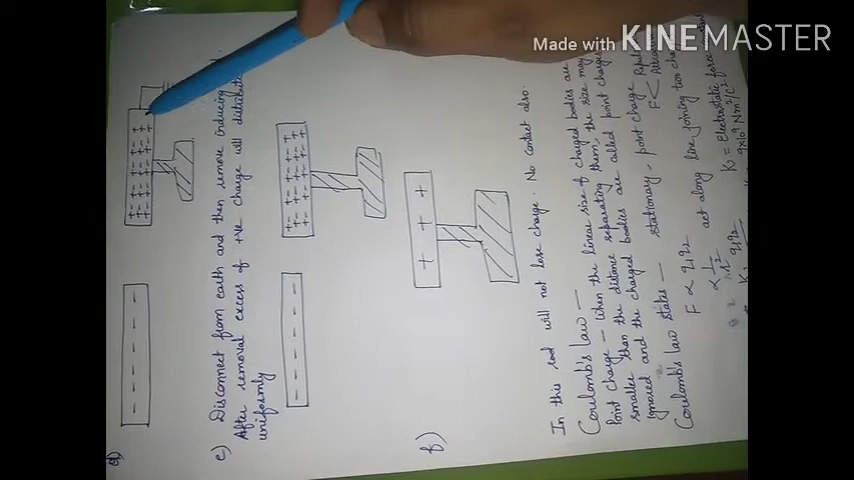 Made with KINEMASTER
d)
e) Disconnect from earth and then remove inducing
After removal excess of +ve charge will distribute
uniformly
f)
+ + +
In this rod will not lose charge. No contact also.
Coulomb's Law —
Point charge — When the linear size of charged bodies are
smaller than the distance separating them, the size may
ignored and the charged bodies are called point charges
Coulomb's law states — stationary - point charge
F ∝ q₁q₂
F < Repul
Attra
∝ 1/r² act along line joining two cha
q₁q₂
K = Electrostatic force
9×10⁹ Nm²/C²